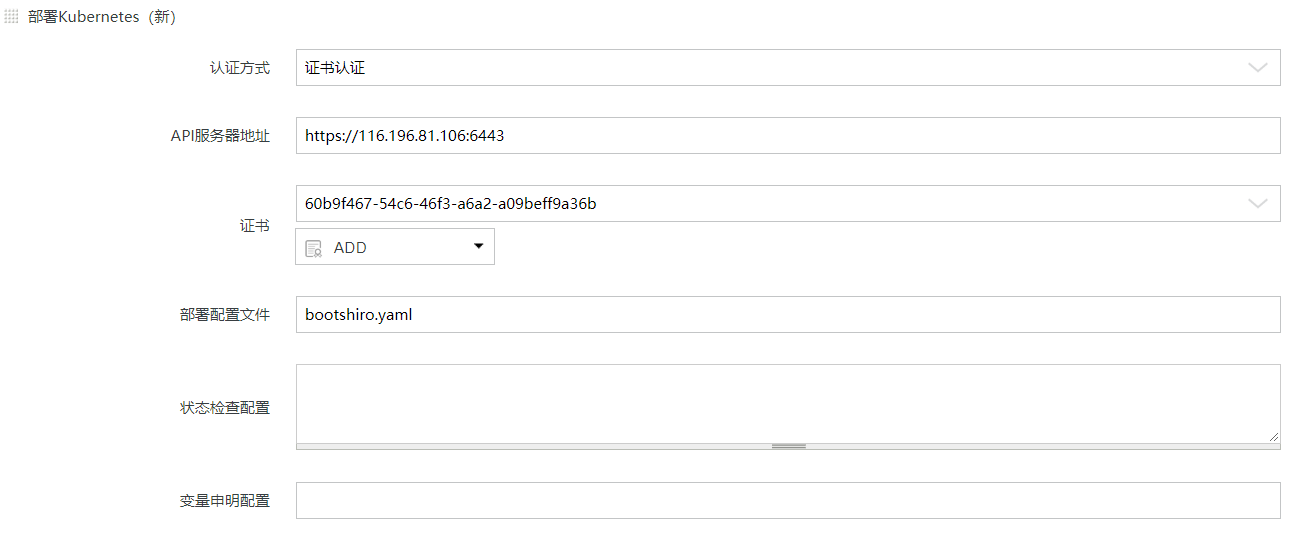 部署Kubernetes（新）
认证方式
证书认证
API服务器地址
https://116.196.81.106:6443
证书
60b9f467-54c6-46f3-a6a2-a09beff9a36b
ADD
部署配置文件
bootshiro.yaml
状态检查配置
变量申明配置